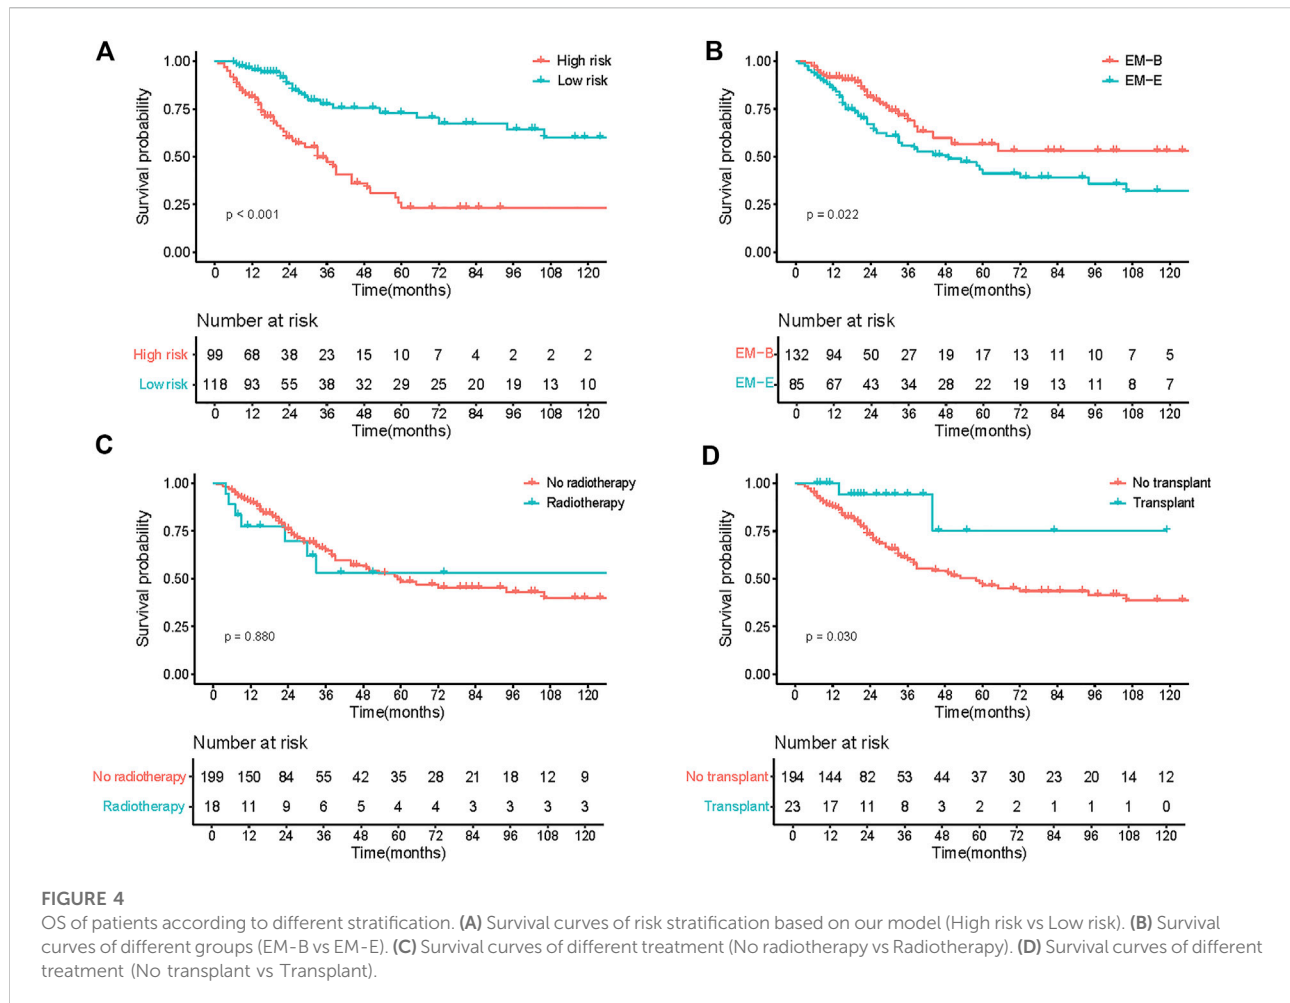 A
1.00
0.75
0.50
0.25
0.00
Survival probability
High risk
Low risk
p < 0.001
0 12 24 36 48 60 72 84 96 108 120
Time(months)
Number at risk
High risk 99 68 38 23 15 10 7 4 2 2 2
Low risk 118 93 55 38 32 29 25 20 19 13 10
0 12 24 36 48 60 72 84 96 108 120
Time(months)
B
1.00
0.75
0.50
0.25
0.00
Survival probability
EM-B
EM-E
p = 0.022
0 12 24 36 48 60 72 84 96 108 120
Time(months)
Number at risk
EM-B 132 94 50 27 19 17 13 11 10 7 5
EM-E 85 67 43 34 28 22 19 13 11 8 7
0 12 24 36 48 60 72 84 96 108 120
Time(months)
C
1.00
0.75
0.50
0.25
0.00
Survival probability
No radiotherapy
Radiotherapy
p = 0.880
0 12 24 36 48 60 72 84 96 108 120
Time(months)
Number at risk
No radiotherapy 199 150 84 55 42 35 28 21 18 12 9
Radiotherapy 18 11 9 6 5 4 4 3 3 3 3
0 12 24 36 48 60 72 84 96 108 120
Time(months)
D
1.00
0.75
0.50
0.25
0.00
Survival probability
No transplant
Transplant
p = 0.030
0 12 24 36 48 60 72 84 96 108 120
Time(months)
Number at risk
No transplant 194 144 82 53 44 37 30 23 20 14 12
Transplant 23 17 11 8 3 2 2 1 1 1 0
0 12 24 36 48 60 72 84 96 108 120
Time(months)
FIGURE 4
OS of patients according to different stratification. (A) Survival curves of risk stratification based on our model (High risk vs Low risk). (B) Survival
curves of different groups (EM-B vs EM-E). (C) Survival curves of different treatment (No radiotherapy vs Radiotherapy). (D) Survival curves of different
treatment (No transplant vs Transplant).